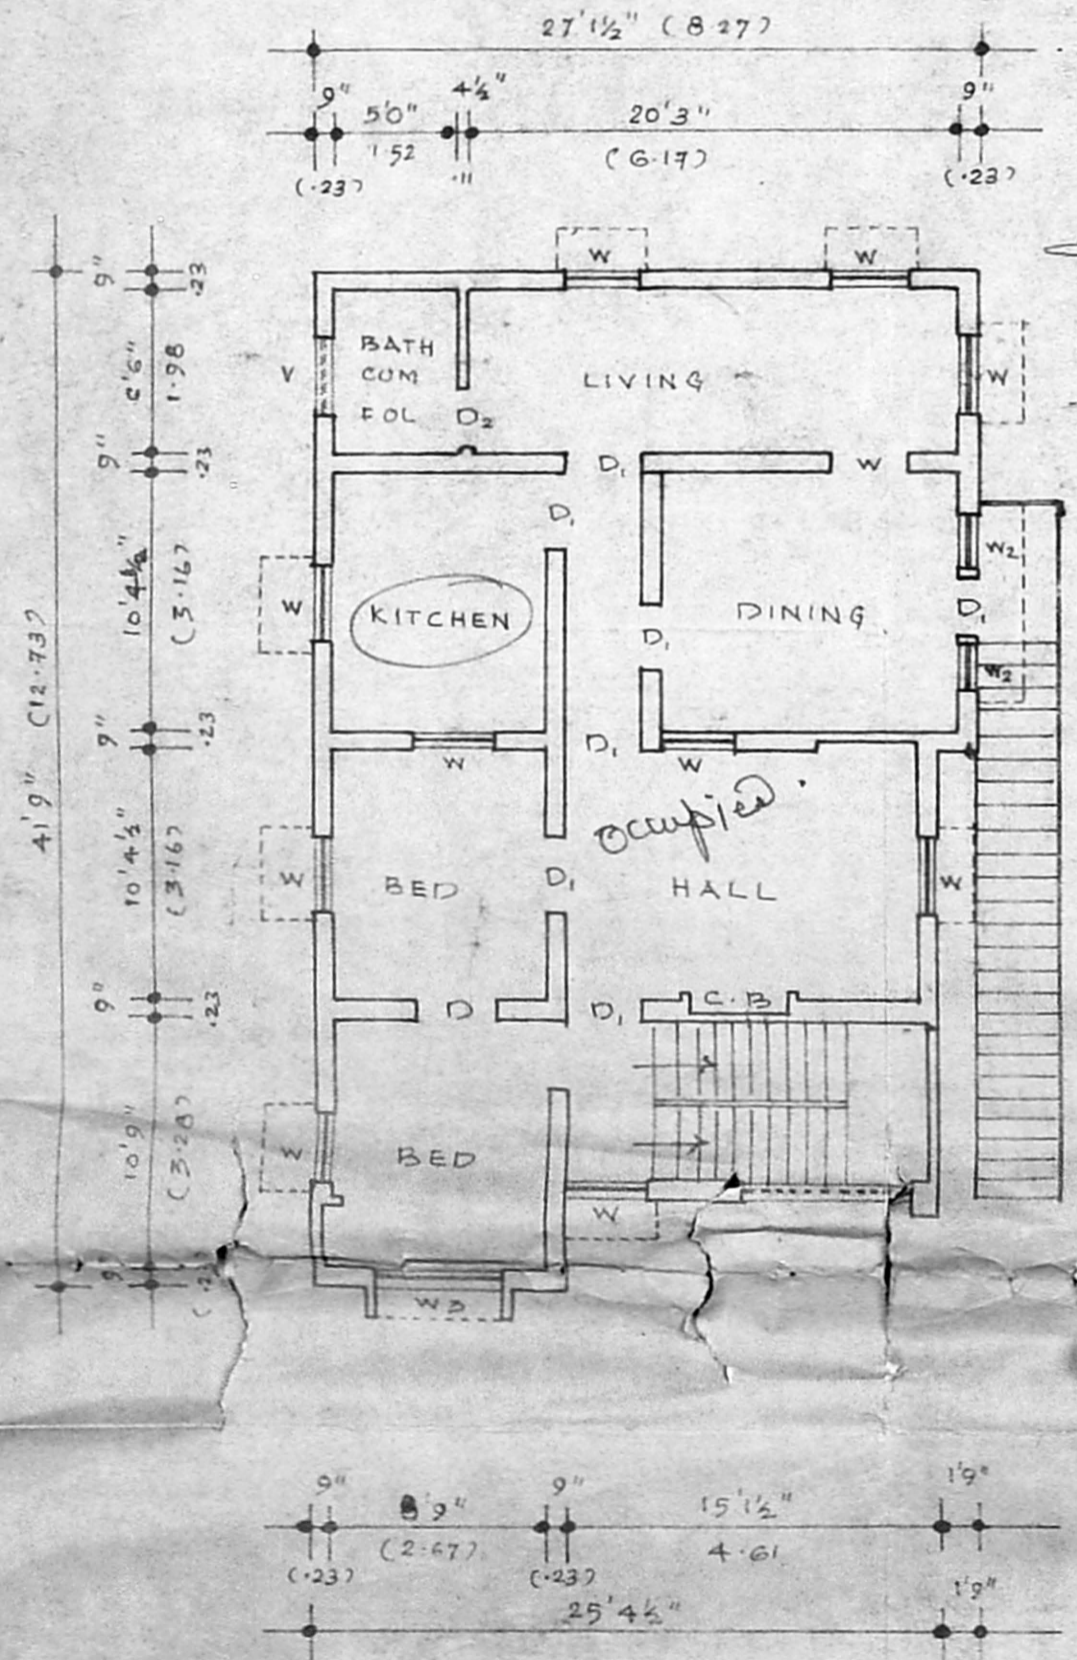 27'1½" (8.27)
9" 5'0" 4½" 20'3" 9"
(.23) 1.52 .11 (6.17) (.23)
W W
9" .23
BATH
CUM
V LIVING W
D₂
6'6" 1.98
9" .23
D₁ W
D₁
W₂
10'4½" (3.16)
W KITCHEN DINING D₁
D₁
W₂
41'9" (12.73)
9" .23
D₁
W W
occupied
10'4½" (3.16)
W BED D₁ HALL W
9" .23
D D₁ C.B
10'9" (3.28)
W BED
W
9"
WD
9" 8'9" 9" 15'1½" 1'9"
(.23) (2.67) (.23) 4.61
25'4½" 1'9"